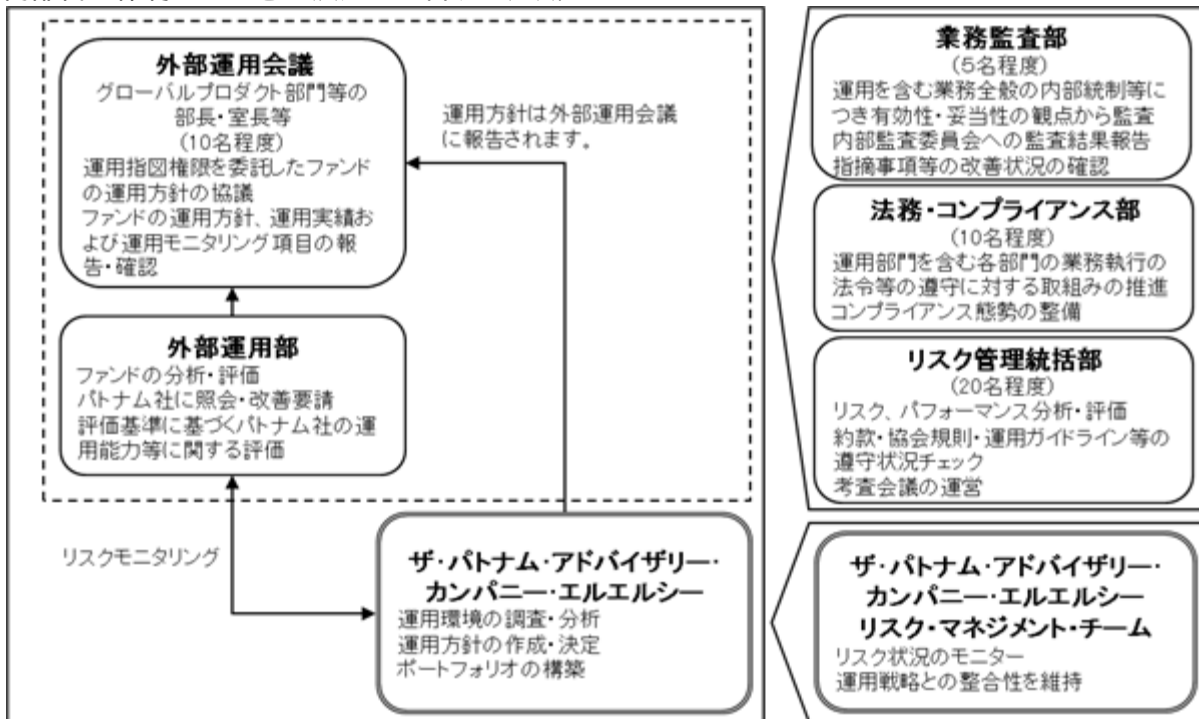 外部運用会議
グローバルプロダクト部門等の
部長・室長等
(10名程度)
運用指図権限を委託したファンド
の運用方針の協議
ファンドの運用方針、運用実績お
よび運用モニタリング項目の報
告・確認
運用方針は外部運用会議
に報告されます。
外部運用部
ファンドの分析・評価
パトナム社に照会・改善要請
評価基準に基づくパトナム社の運
用能力等に関する評価
リスクモニタリング
ザ・パトナム・アドバイザリー・
カンパニー・エルエルシー
運用環境の調査・分析
運用方針の作成・決定
ポートフォリオの構築
業務監査部
(5名程度)
運用を含む業務全般の内部統制等に
つき有効性・妥当性の観点から監査
内部監査委員会への監査結果報告
指摘事項等の改善状況の確認
法務・コンプライアンス部
(10名程度)
運用部門を含む各部門の業務執行の
法令等の遵守に対する取組みの推進
コンプライアンス態勢の整備
リスク管理統括部
(20名程度)
リスク、パフォーマンス分析・評価
約款・協会規則・運用ガイドライン等の
遵守状況チェック
考査会議の運営
ザ・パトナム・アドバイザリー・
カンパニー・エルエルシー
リスク・マネジメント・チーム
リスク状況のモニター
運用戦略との整合性を維持